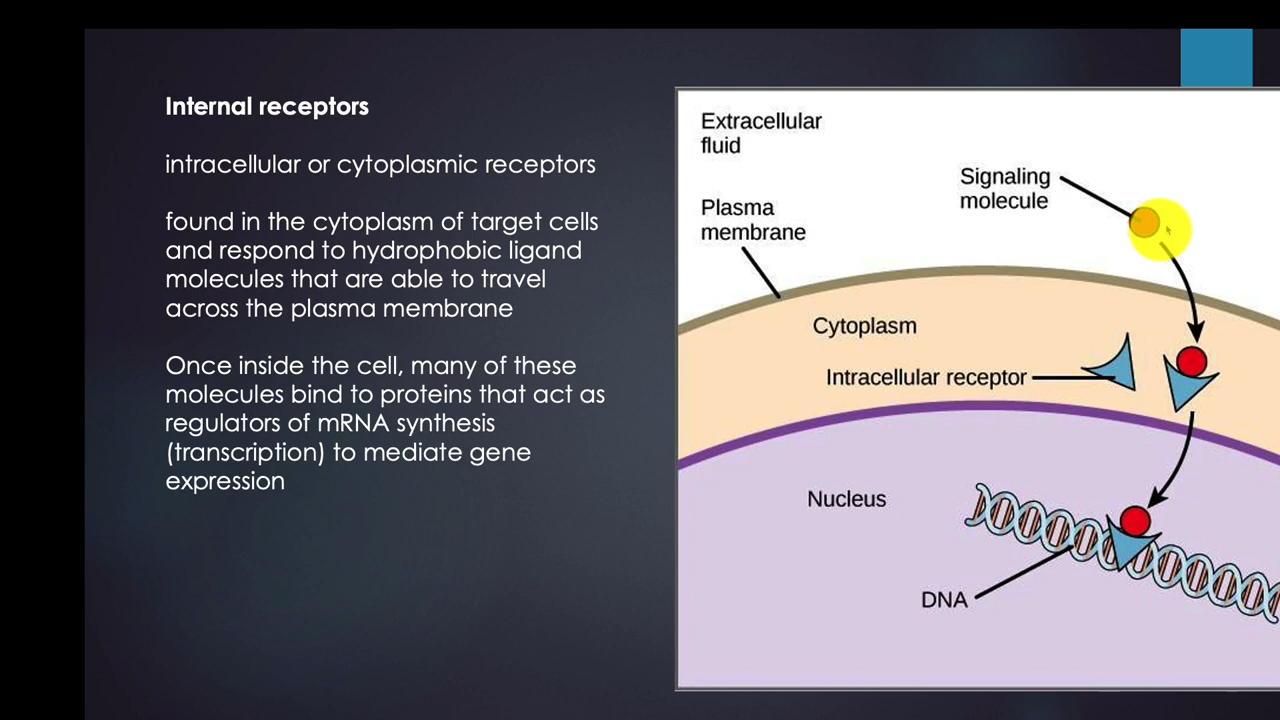 Internal receptors
intracellular or cytoplasmic receptors
found in the cytoplasm of target cells
and respond to hydrophobic ligand
molecules that are able to travel
across the plasma membrane
Once inside the cell, many of these
molecules bind to proteins that act as
regulators of mRNA synthesis
(transcription) to mediate gene
expression
Extracellular
fluid
Signaling
molecule
Plasma
membrane
Cytoplasm
Intracellular receptor
Nucleus
DNA